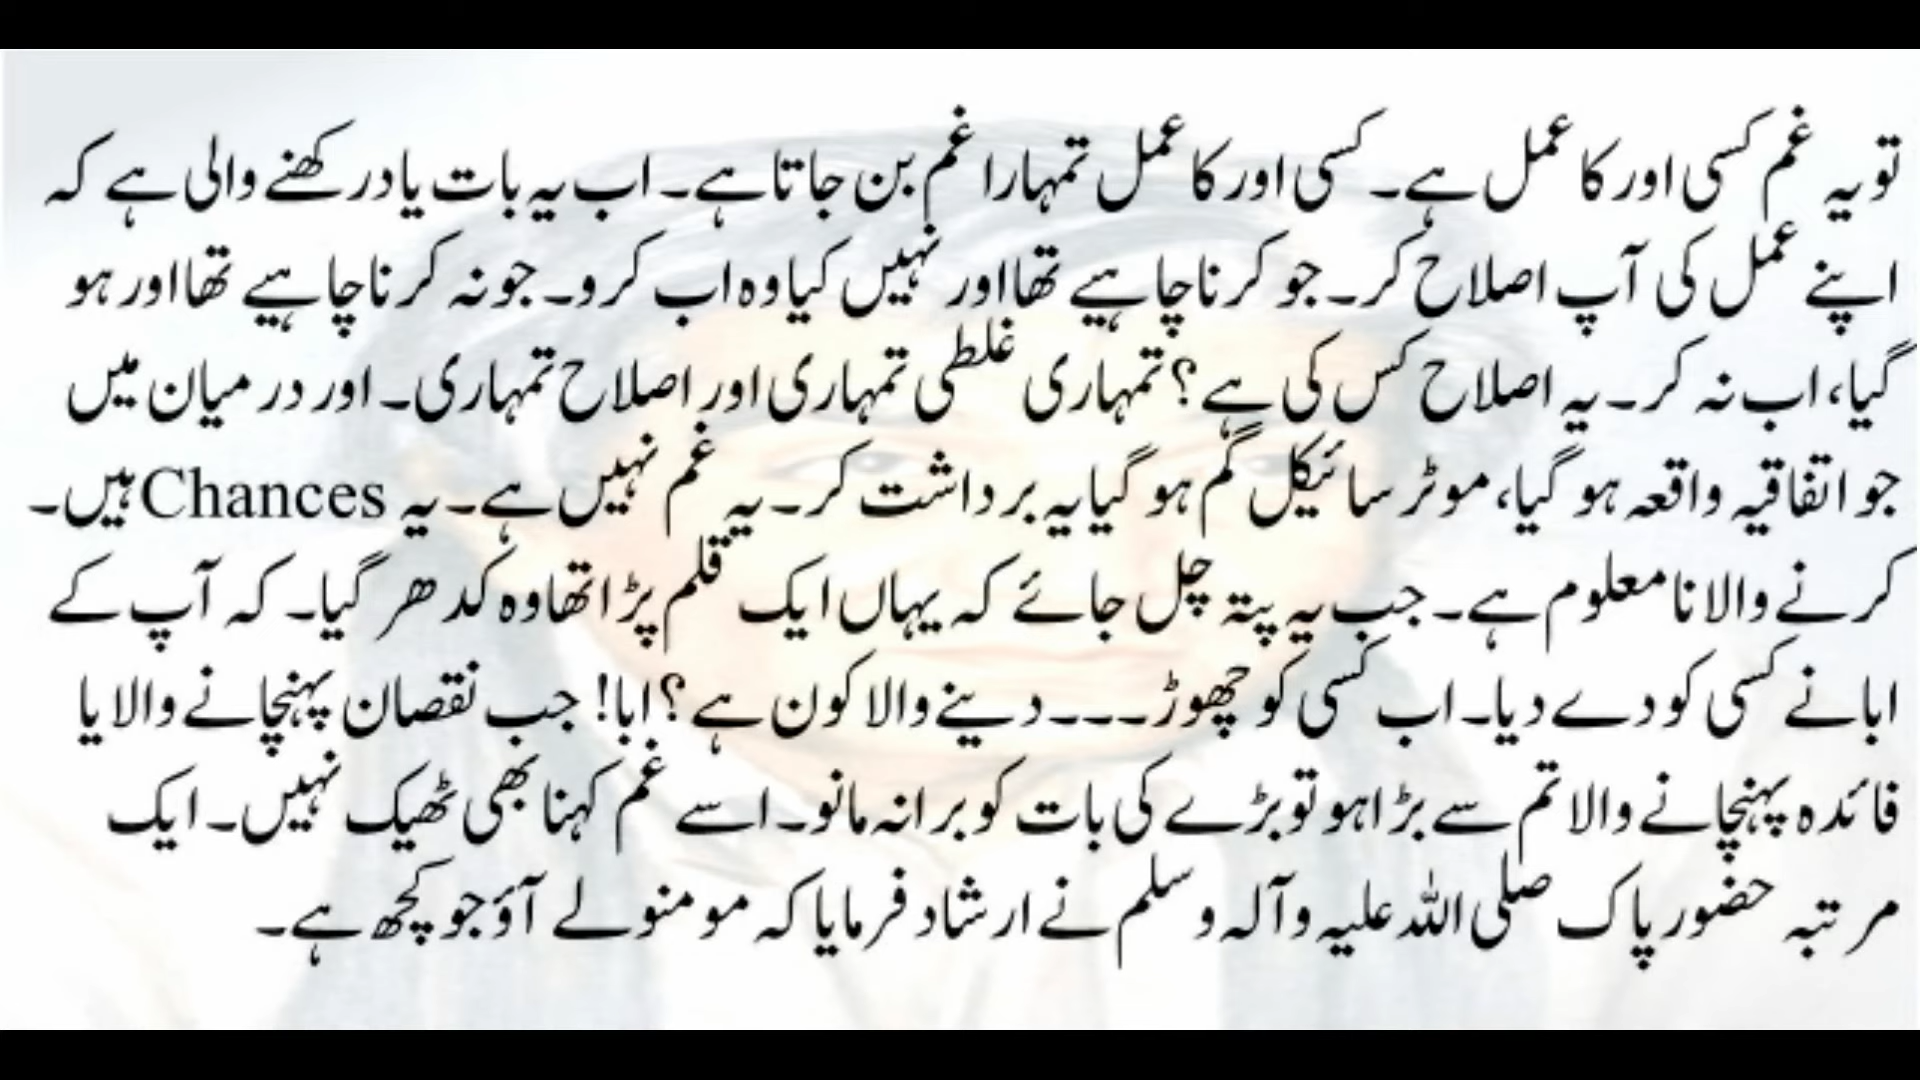 تو یہ غم کسی اور کا عمل ہے۔ کسی اور کا عمل تمہارا غم بن جاتا ہے۔ اب یہ بات یاد رکھنے والی ہے کہ
اپنے عمل کی آپ اصلاح کر۔ جو کرنا چاہیے تھا اور نہیں کیا وہ اب کرو۔ جو نہ کرنا چاہیے تھا اور ہو
گیا، اب نہ کر۔ یہ اصلاح کس کی ہے؟ تمہاری غلطی تمہاری اور اصلاح تمہاری۔ اور درمیان میں
جو اتفاقیہ واقعہ ہو گیا، موٹر سائیکل گم ہو گیا یہ برداشت کر۔ یہ غم نہیں ہے۔ یہ Chances ہیں۔
کرنے والا نامعلوم ہے۔ جب یہ پتہ چل جائے کہ یہاں ایک قلم پڑا تھا وہ کدھر گیا۔ کہ آپ کے
ابا نے کسی کو دے دیا۔ اب کسی کو چھوڑ۔۔۔ دینے والا کون ہے؟ ابا! جب نقصان پہنچانے والا یا
فائدہ پہنچانے والا تم سے بڑا ہو تو بڑے کی بات کو برا نہ مانو۔ اسے غم کہنا بھی ٹھیک نہیں۔ ایک
مرتبہ حضور پاک صلی اللہ علیہ وآلہ وسلم نے ارشاد فرمایا کہ مومنو لے آؤ جو کچھ ہے۔